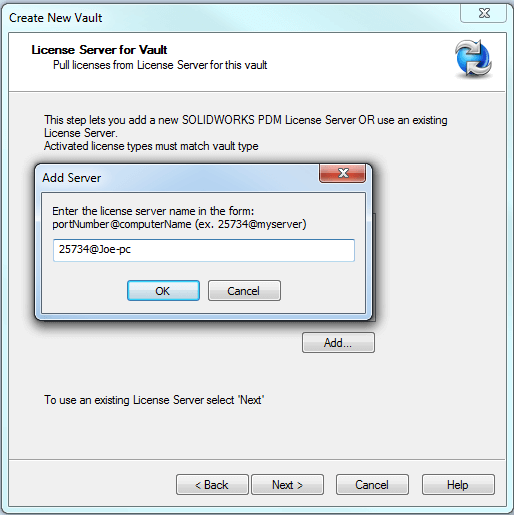 Create New Vault
License Server for Vault
Pull licenses from License Server for this vault
This step lets you add a new SOLIDWORKS PDM License Server OR use an existing
License Server.
Activated license types must match vault type
Add Server
Enter the license server name in the form:
portNumber@computerName (ex. 25734@myserver)
25734@Joe-pc
OK
Cancel
Add...
To use an existing License Server select 'Next'
< Back
Next >
Cancel
Help